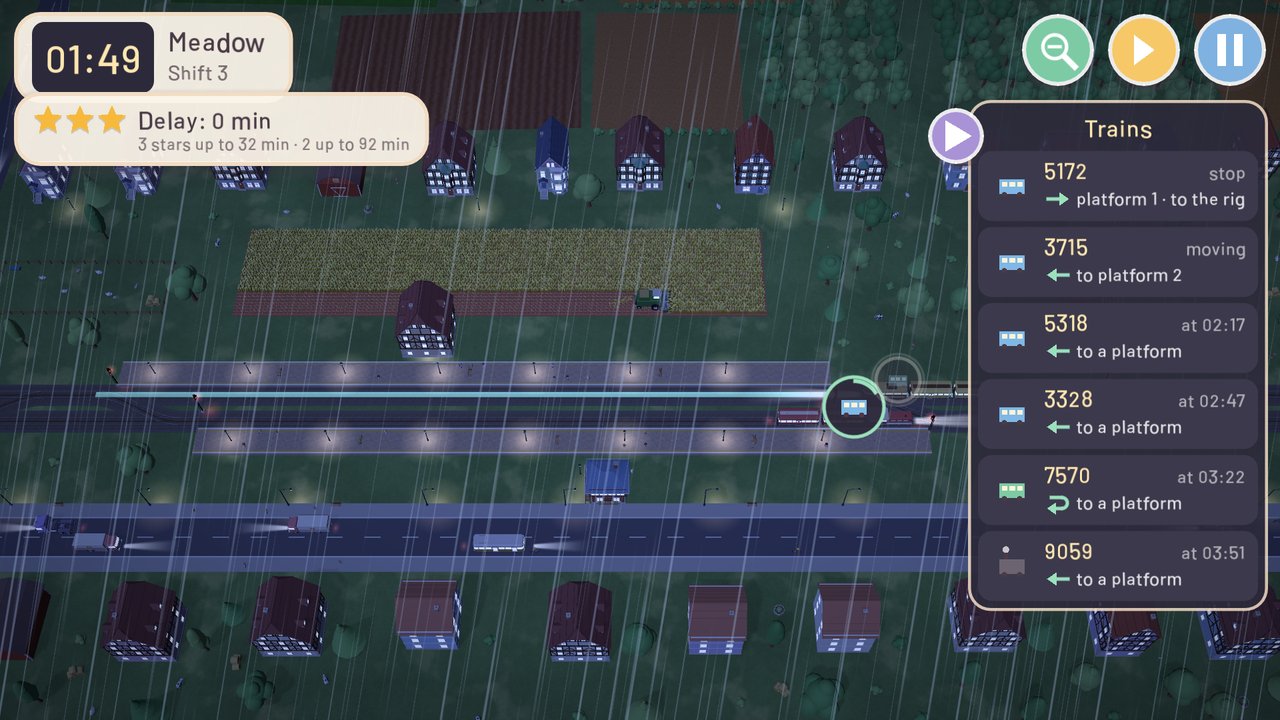 01:49
Meadow
Shift 3
Delay: 0 min
3 stars up to 32 min · 2 up to 92 min
Trains
5172
stop
platform 1 · to the rig
3715
moving
to platform 2
5318
at 02:17
to a platform
3328
at 02:47
to a platform
7570
at 03:22
to a platform
9059
at 03:51
to a platform